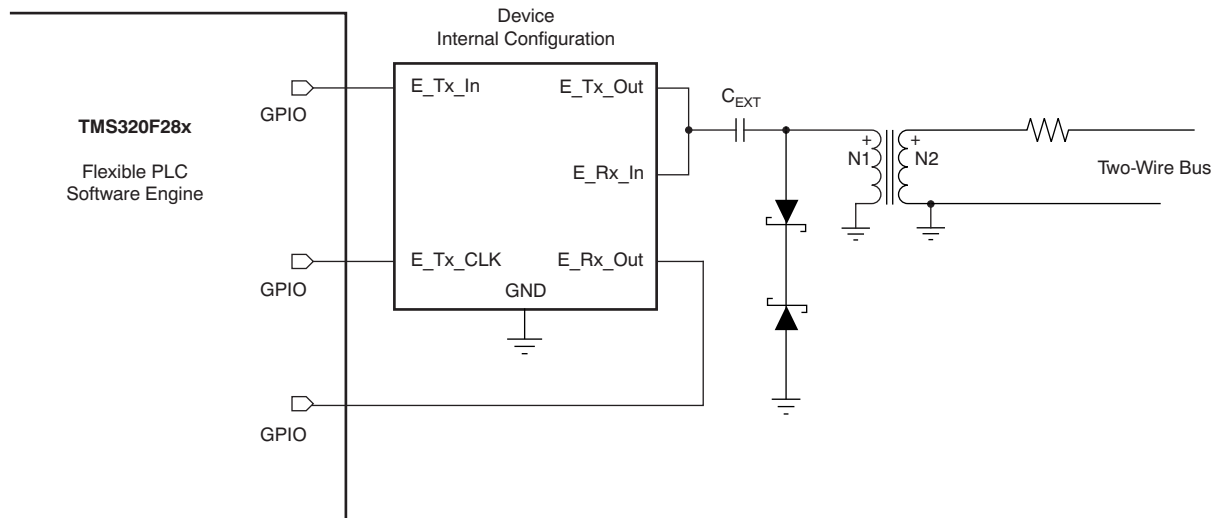 Device
Internal Configuration
TMS320F28x
Flexible PLC
Software Engine
GPIO
E_Tx_In
E_Tx_Out
C_EXT
E_Rx_In
+
N1
+
N2
Two-Wire Bus
GPIO
E_Tx_CLK
E_Rx_Out
GND
GPIO